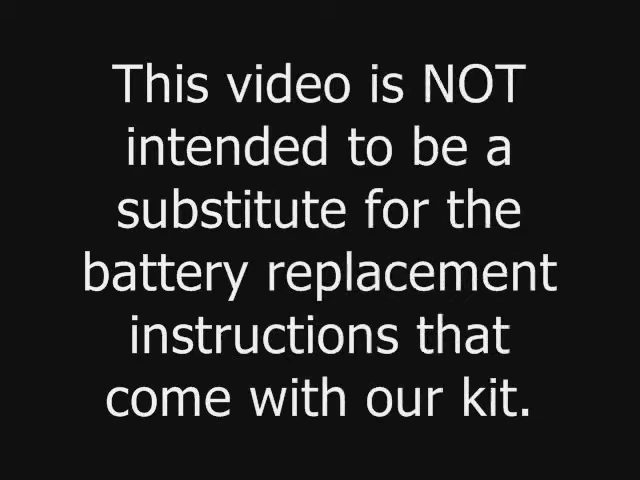 This video is NOT
intended to be a
substitute for the
battery replacement
instructions that
come with our kit.